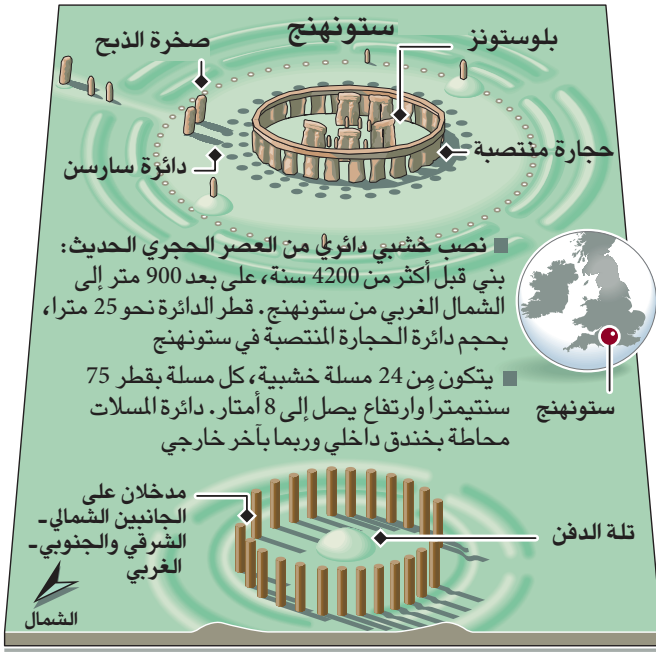 ستونهنج
بلوستونز
صخرة الذبح
حجارة منتصبة
دائرة سارسن
نصب خشبي دائري من العصر الحجري الحديث:
بني قبل أكثر من 4200 سنة، على بعد 900 متر إلى
الشمال الغربي من ستونهنج. قطر الدائرة نحو 25 مترا،
بحجم دائرة الحجارة المنتصبة في ستونهنج
يتكون من 24 مسلة خشبية، كل مسلة بقطر 75
سنتيمترا وارتفاع يصل إلى 8 أمتار. دائرة المسلات
محاطة بخندق داخلي وربما بآخر خارجي
ستونهنج
مدخلان على
الجانبين الشمالي-
الشرقي والجنوبي-
الغربي
تلة الدفن
الشمال